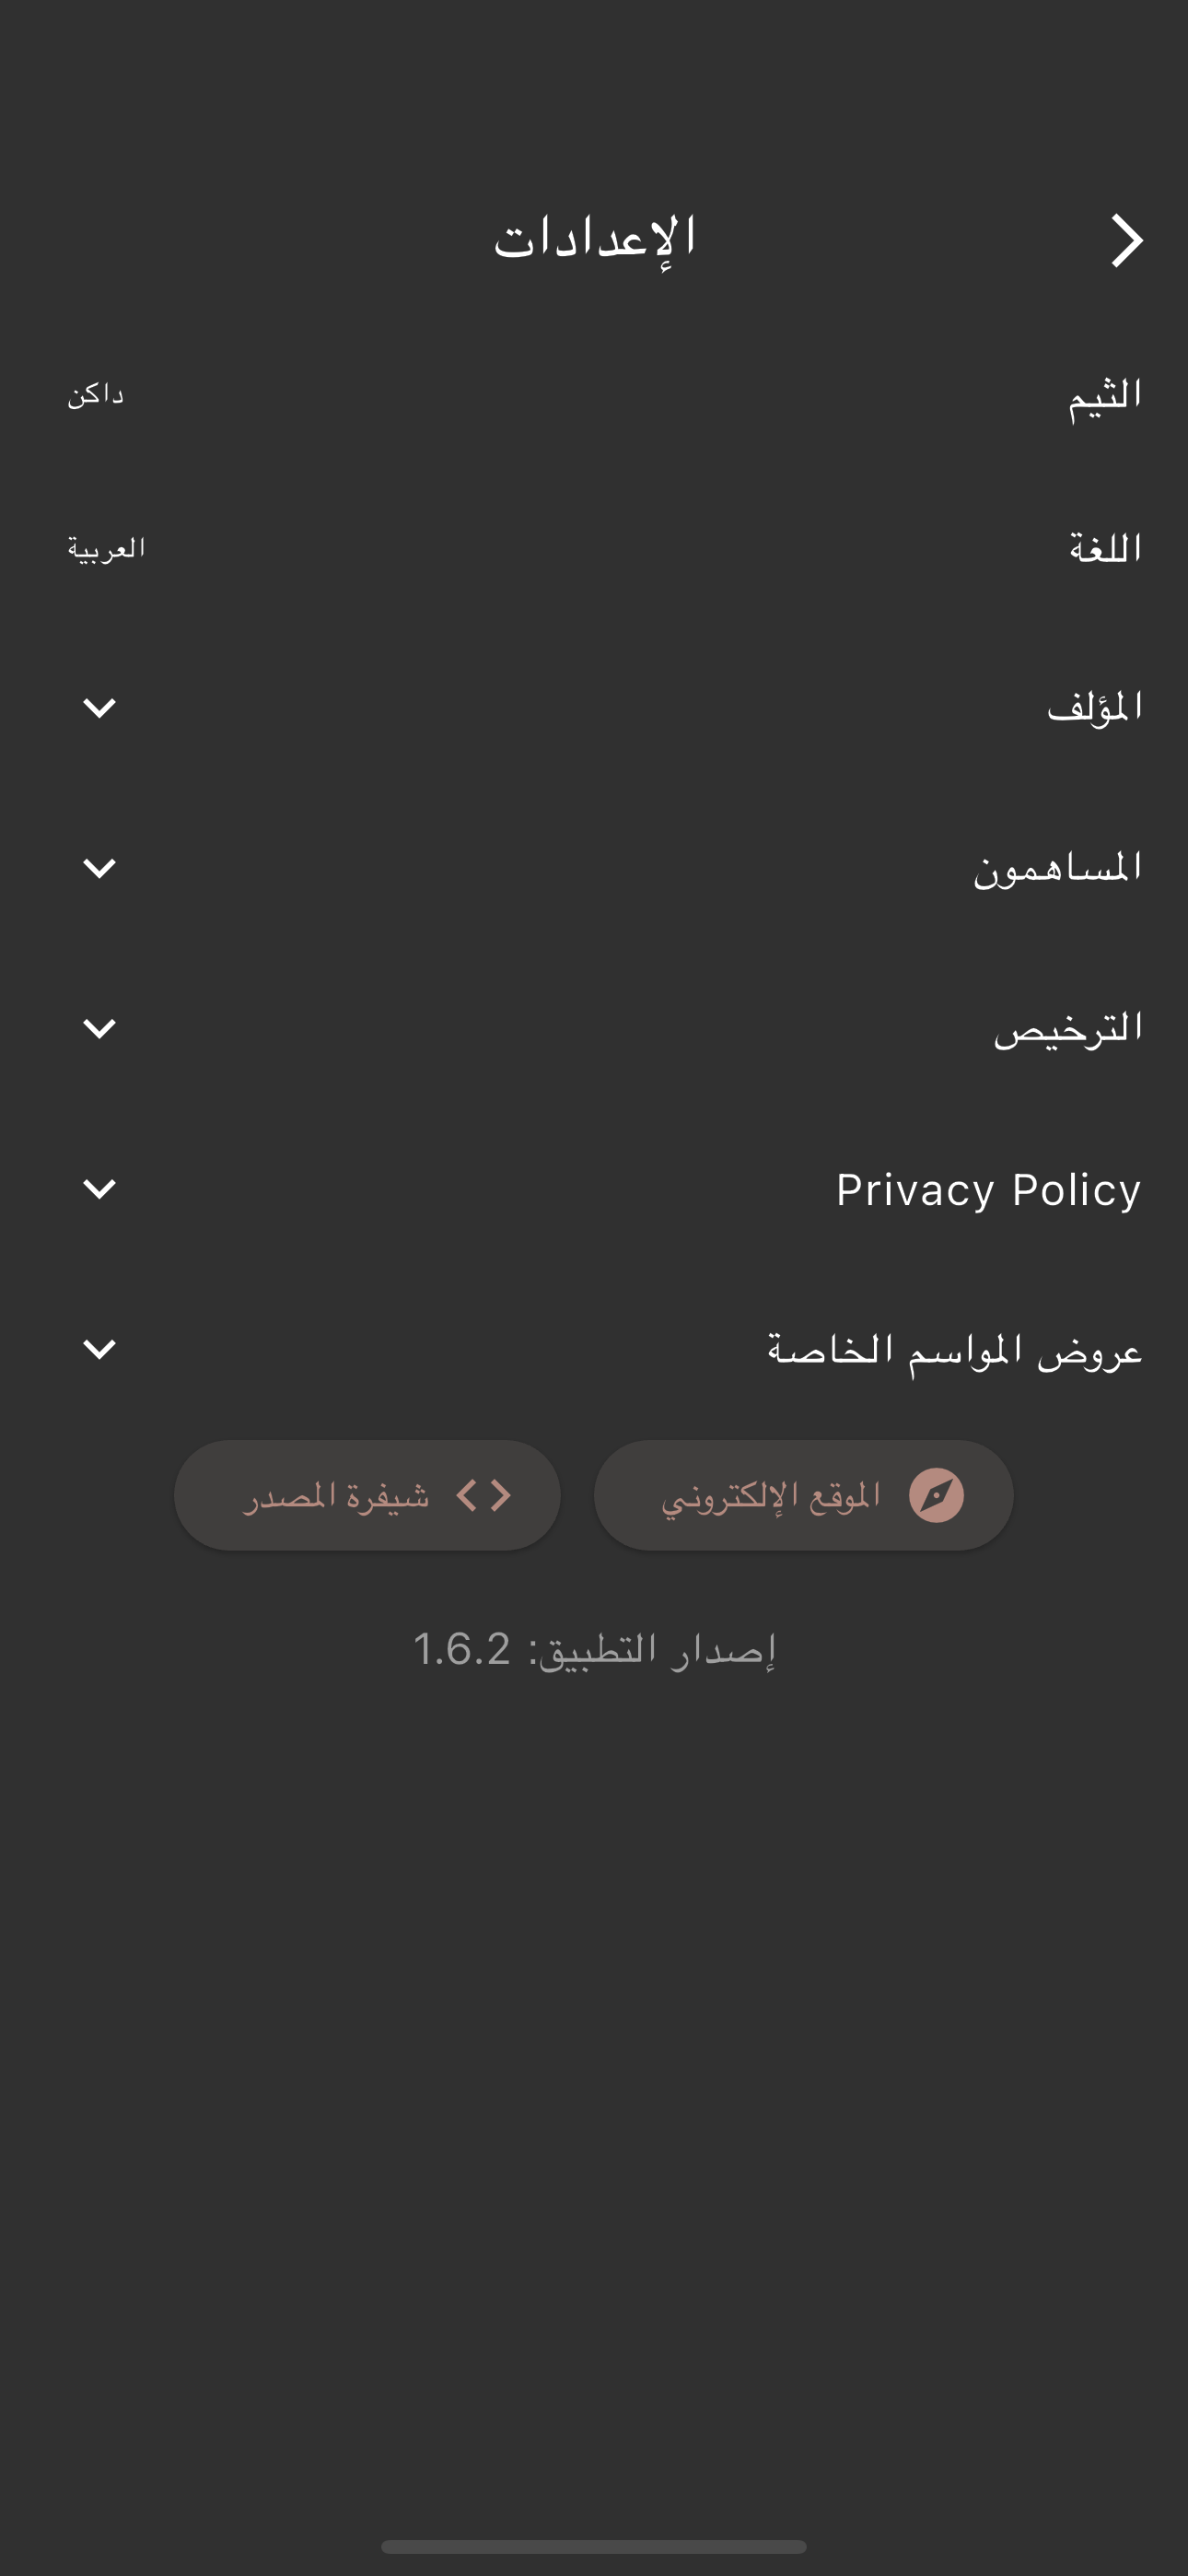 الإعدادات
الثيم
داكن
اللغة
العربية
المؤلف
المساهمون
الترخيص
Privacy Policy
عروض المواسم الخاصة
الموقع الإلكتروني
شيفرة المصدر
إصدار التطبيق: 1.6.2